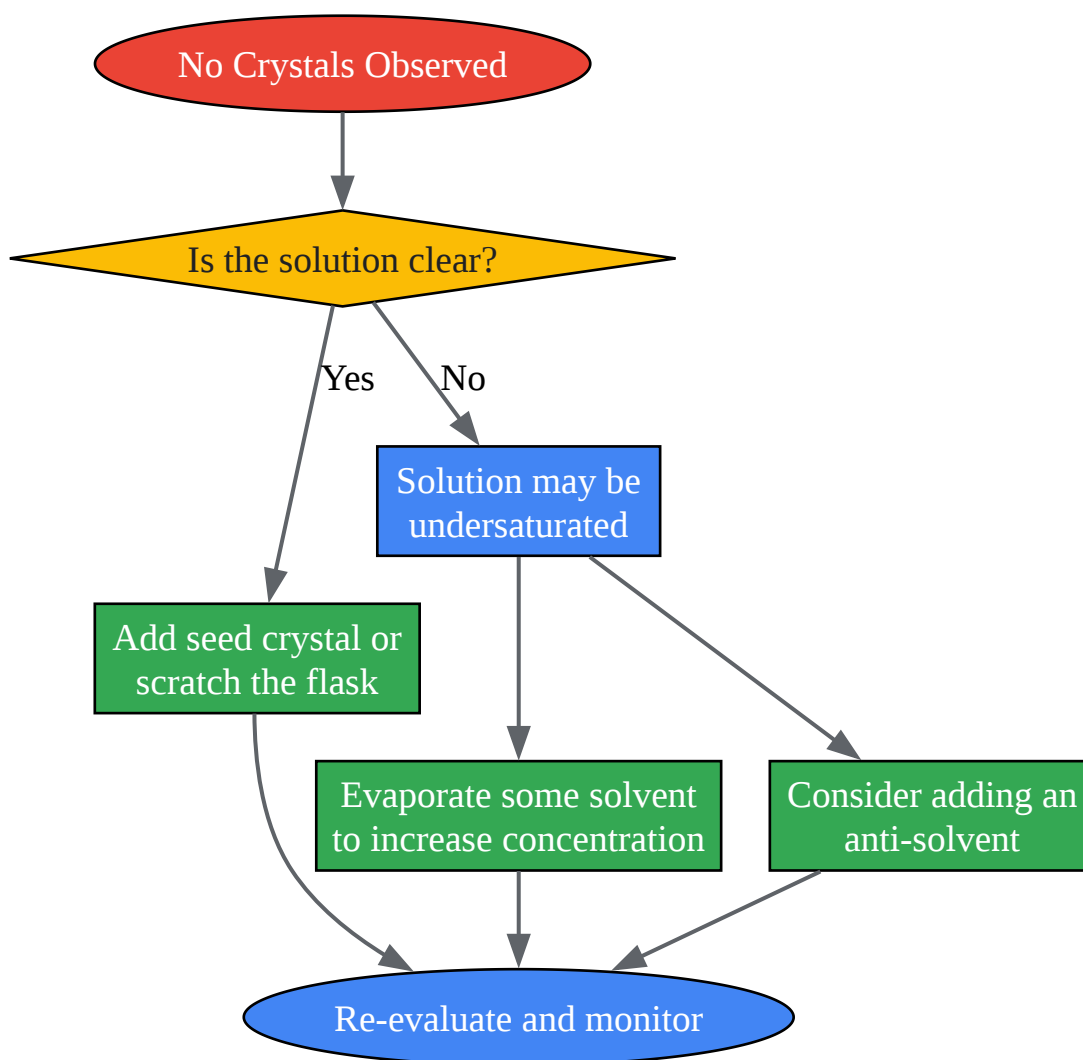 No Crystals Observed
Is the solution clear?
Yes
No
Solution may be
undersaturated
Add seed crystal or
scratch the flask
Evaporate some solvent
to increase concentration
Consider adding an
anti-solvent
Re-evaluate and monitor